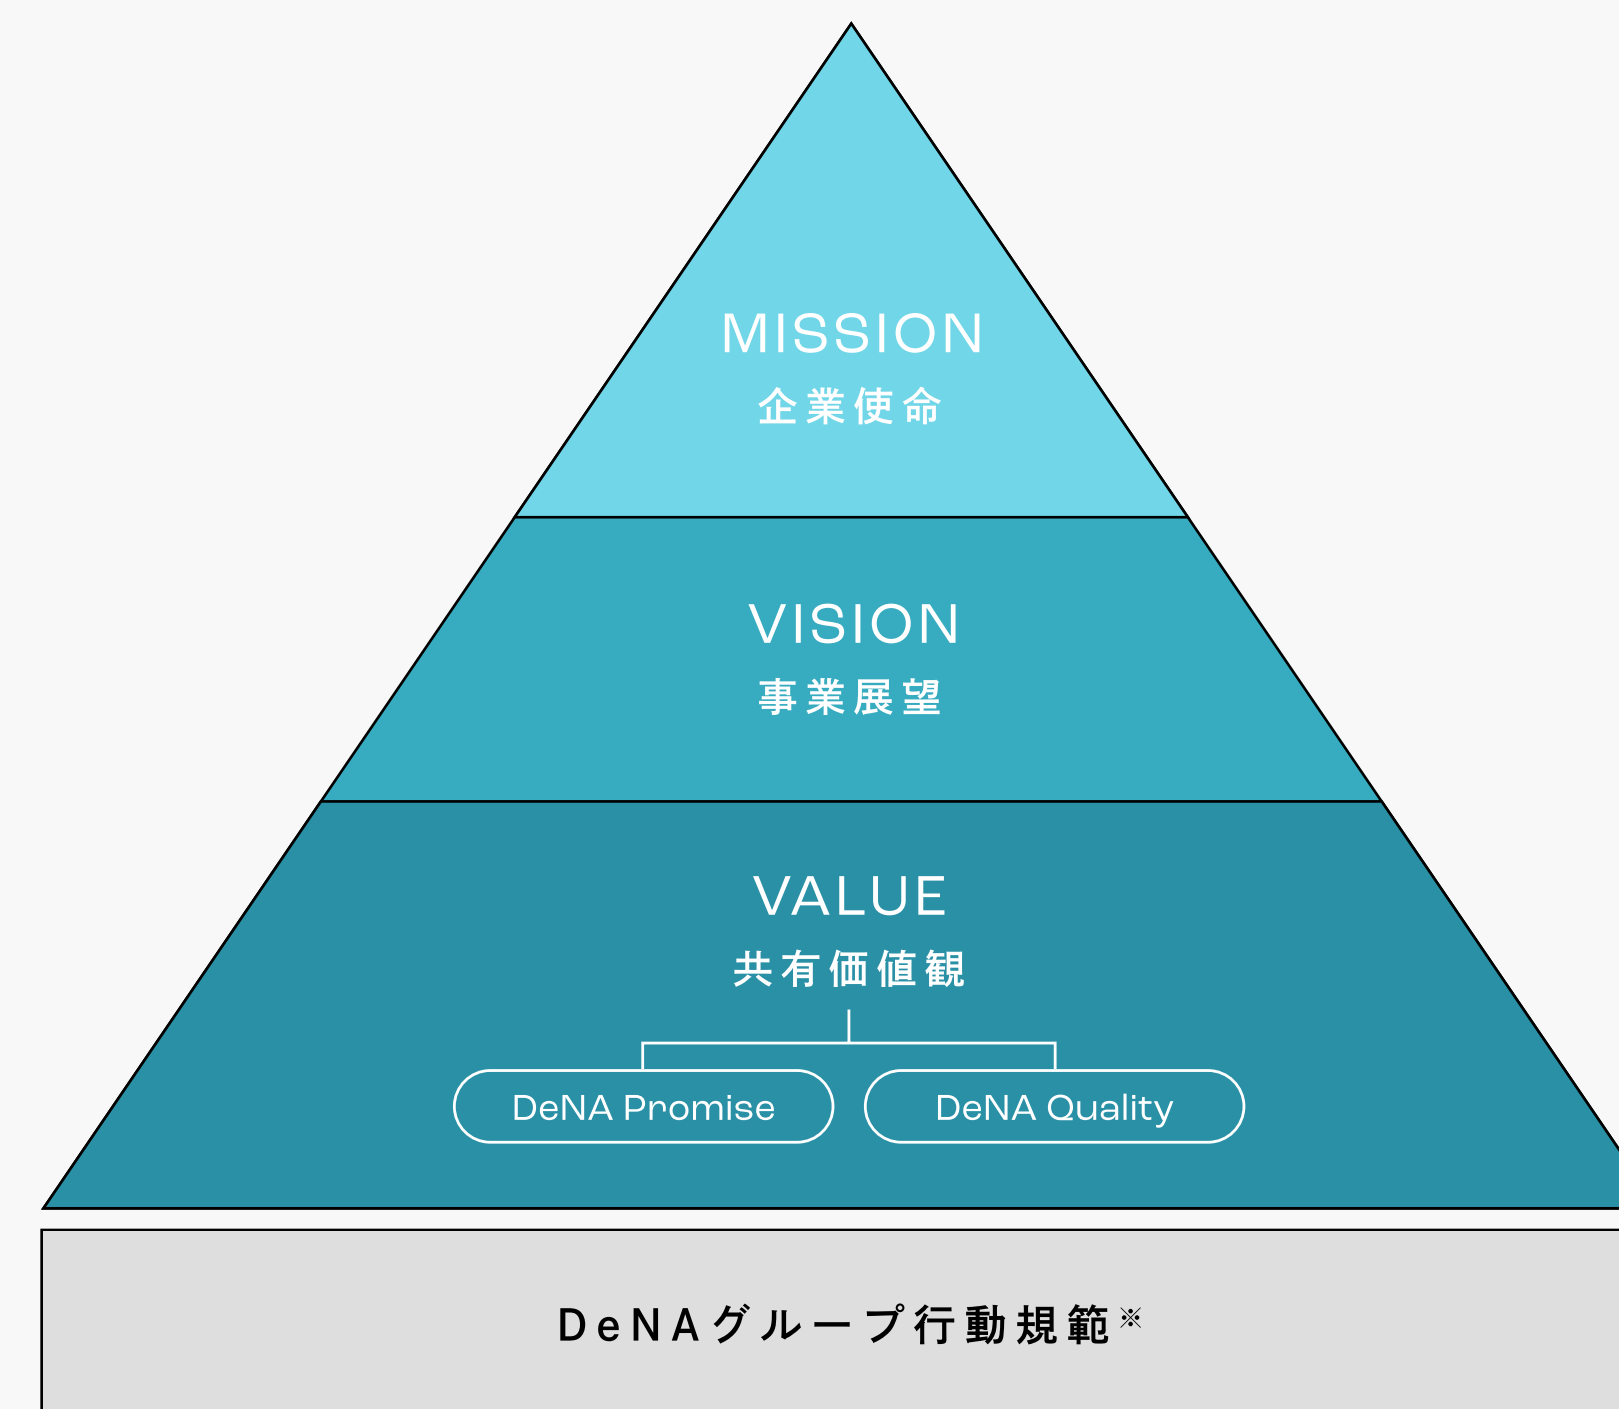 MISSION
企業使命
VISION
事業展望
VALUE
共有価値観
DeNA Promise
DeNA Quality
DeNAグループ行動規範※